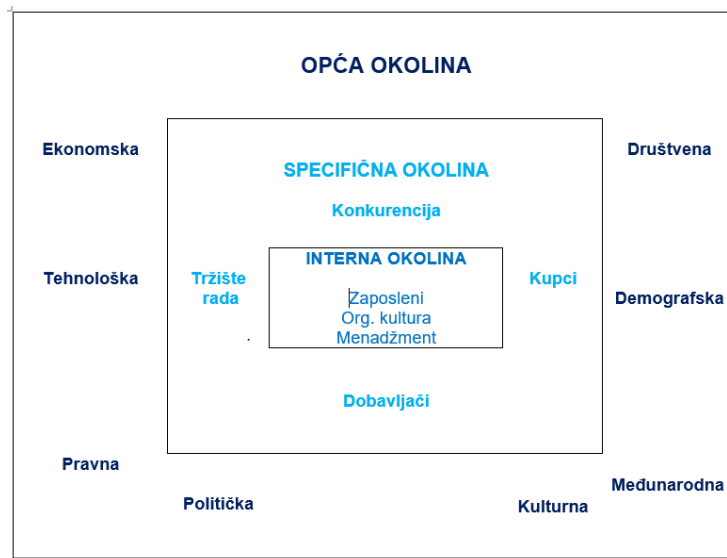 OPĆA OKOLINA
Ekonomska
Društvena
SPECIFIČNA OKOLINA
Konkurencija
INTERNA OKOLINA
Tehnološka
Tržište
rada
Kupci
Zaposleni
Demografska
Org. kultura
Menadžment
Dobavljači
Pravna
Međunarodna
Politička
Kulturna